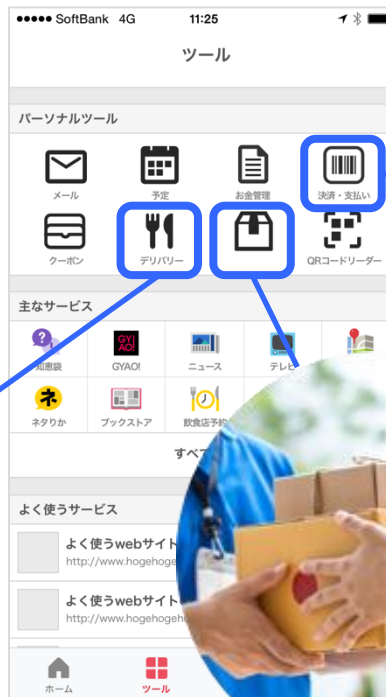 SoftBank 4G 11:25
ツール
パーソナルツール
メール 予定 お金管理 決済・支払い
クーポン デリバリー QRコードリーダー
主なサービス
知恵袋 GYAO! ニュース テレビ
ネタりか ブックストア 飲食店予約
すべて
よく使うサービス
よく使うwebサイト
http://www.hogehoge
よく使うwebサイト
http://www.hogehogeh
ホーム ツール